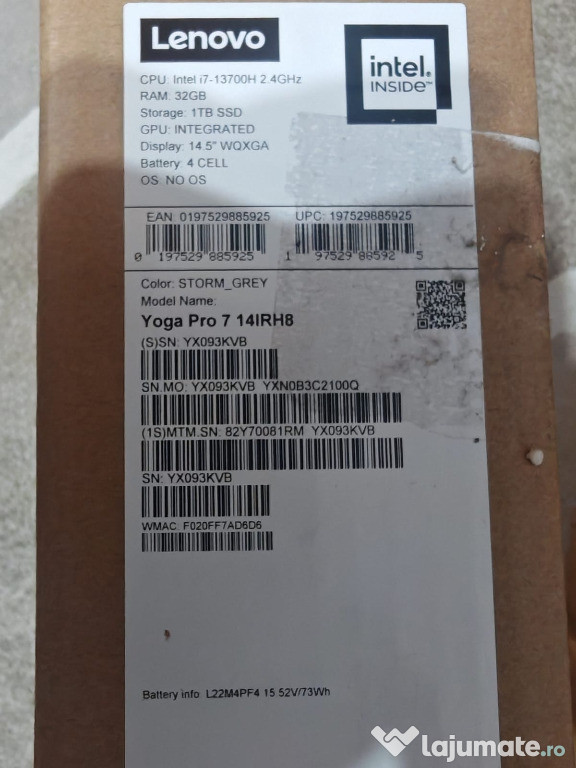 Lenovo
intel.
INSIDE™
CPU: Intel i7-13700H 2.4GHz
RAM: 32GB
Storage: 1TB SSD
GPU: INTEGRATED
Display: 14.5" WQXGA
Battery: 4 CELL
OS: NO OS
EAN: 0197529885925 UPC: 197529885925
0 197529 885925 1 97529 88592 5
Color: STORM_GREY
Model Name:
Yoga Pro 7 14IRH8
(S)SN: YX093KVB
SN.MO: YX093KVB YXN0B3C2100Q
(1S)MTM.SN: 82Y70081RM YX093KVB
SN: YX093KVB
WMAC: F020FF7AD6D6
Battery info L22M4PF4 15.52V/73Wh
lajumate.ro